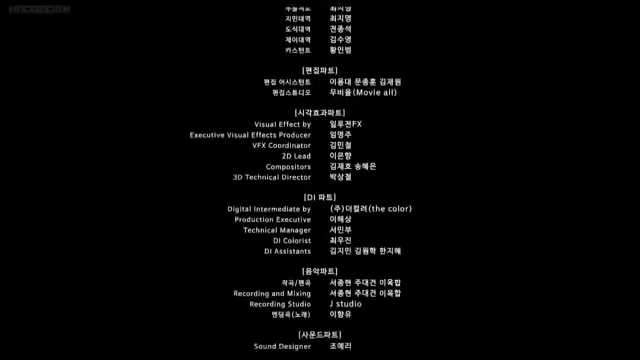 지민대역 최지명
도식대역 전종석
제이대역 김수영
카스턴트 황인범
[편집파트]
편집 어시스턴트 이용대 문종훈 김재원
편집스튜디오 무비올(Movie all)
[시각효과파트]
Visual Effect by 일루젼FX
Executive Visual Effects Producer 임명주
VFX Coordinator 김민철
2D Lead 이은향
Compositors 김재호 송혜은
3D Technical Director 박상철
[DI 파트]
Digital Intermediate by (주)더컬러(the color)
Production Executive 이해상
Technical Manager 서민부
DI Colorist 최우진
DI Assistants 김지민 김원학 한지혜
[음악파트]
작곡/편곡 서종현 주대건 이욱합
Recording and Mixing 서종현 주대건 이욱합
Recording Studio J studio
엔딩곡(노래) 이향유
[사운드파트]
Sound Designer 조예리